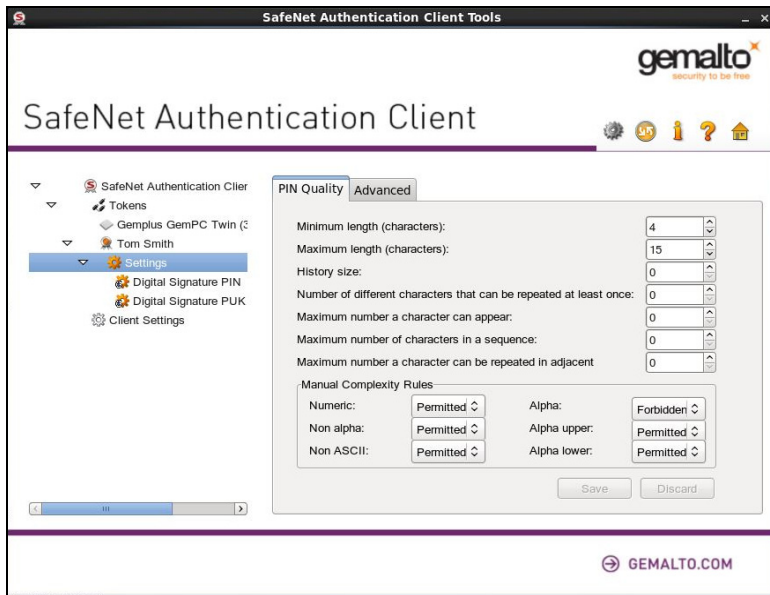 SafeNet Authentication Client Tools
gemalto
security to be free
SafeNet Authentication Client
SafeNet Authentication Clier
Tokens
Gemplus GemPC Twin (3
Tom Smith
Settings
Digital Signature PIN
Digital Signature PUK
Client Settings
PIN Quality Advanced
Minimum length (characters): 4
Maximum length (characters): 15
History size: 0
Number of different characters that can be repeated at least once: 0
Maximum number a character can appear: 0
Maximum number of characters in a sequence: 0
Maximum number a character can be repeated in adjacent 0
Manual Complexity Rules
Numeric: Permitted Alpha: Forbidden
Non alpha: Permitted Alpha upper: Permitted
Non ASCII: Permitted Alpha lower: Permitted
Save Discard
GEMALTO.COM